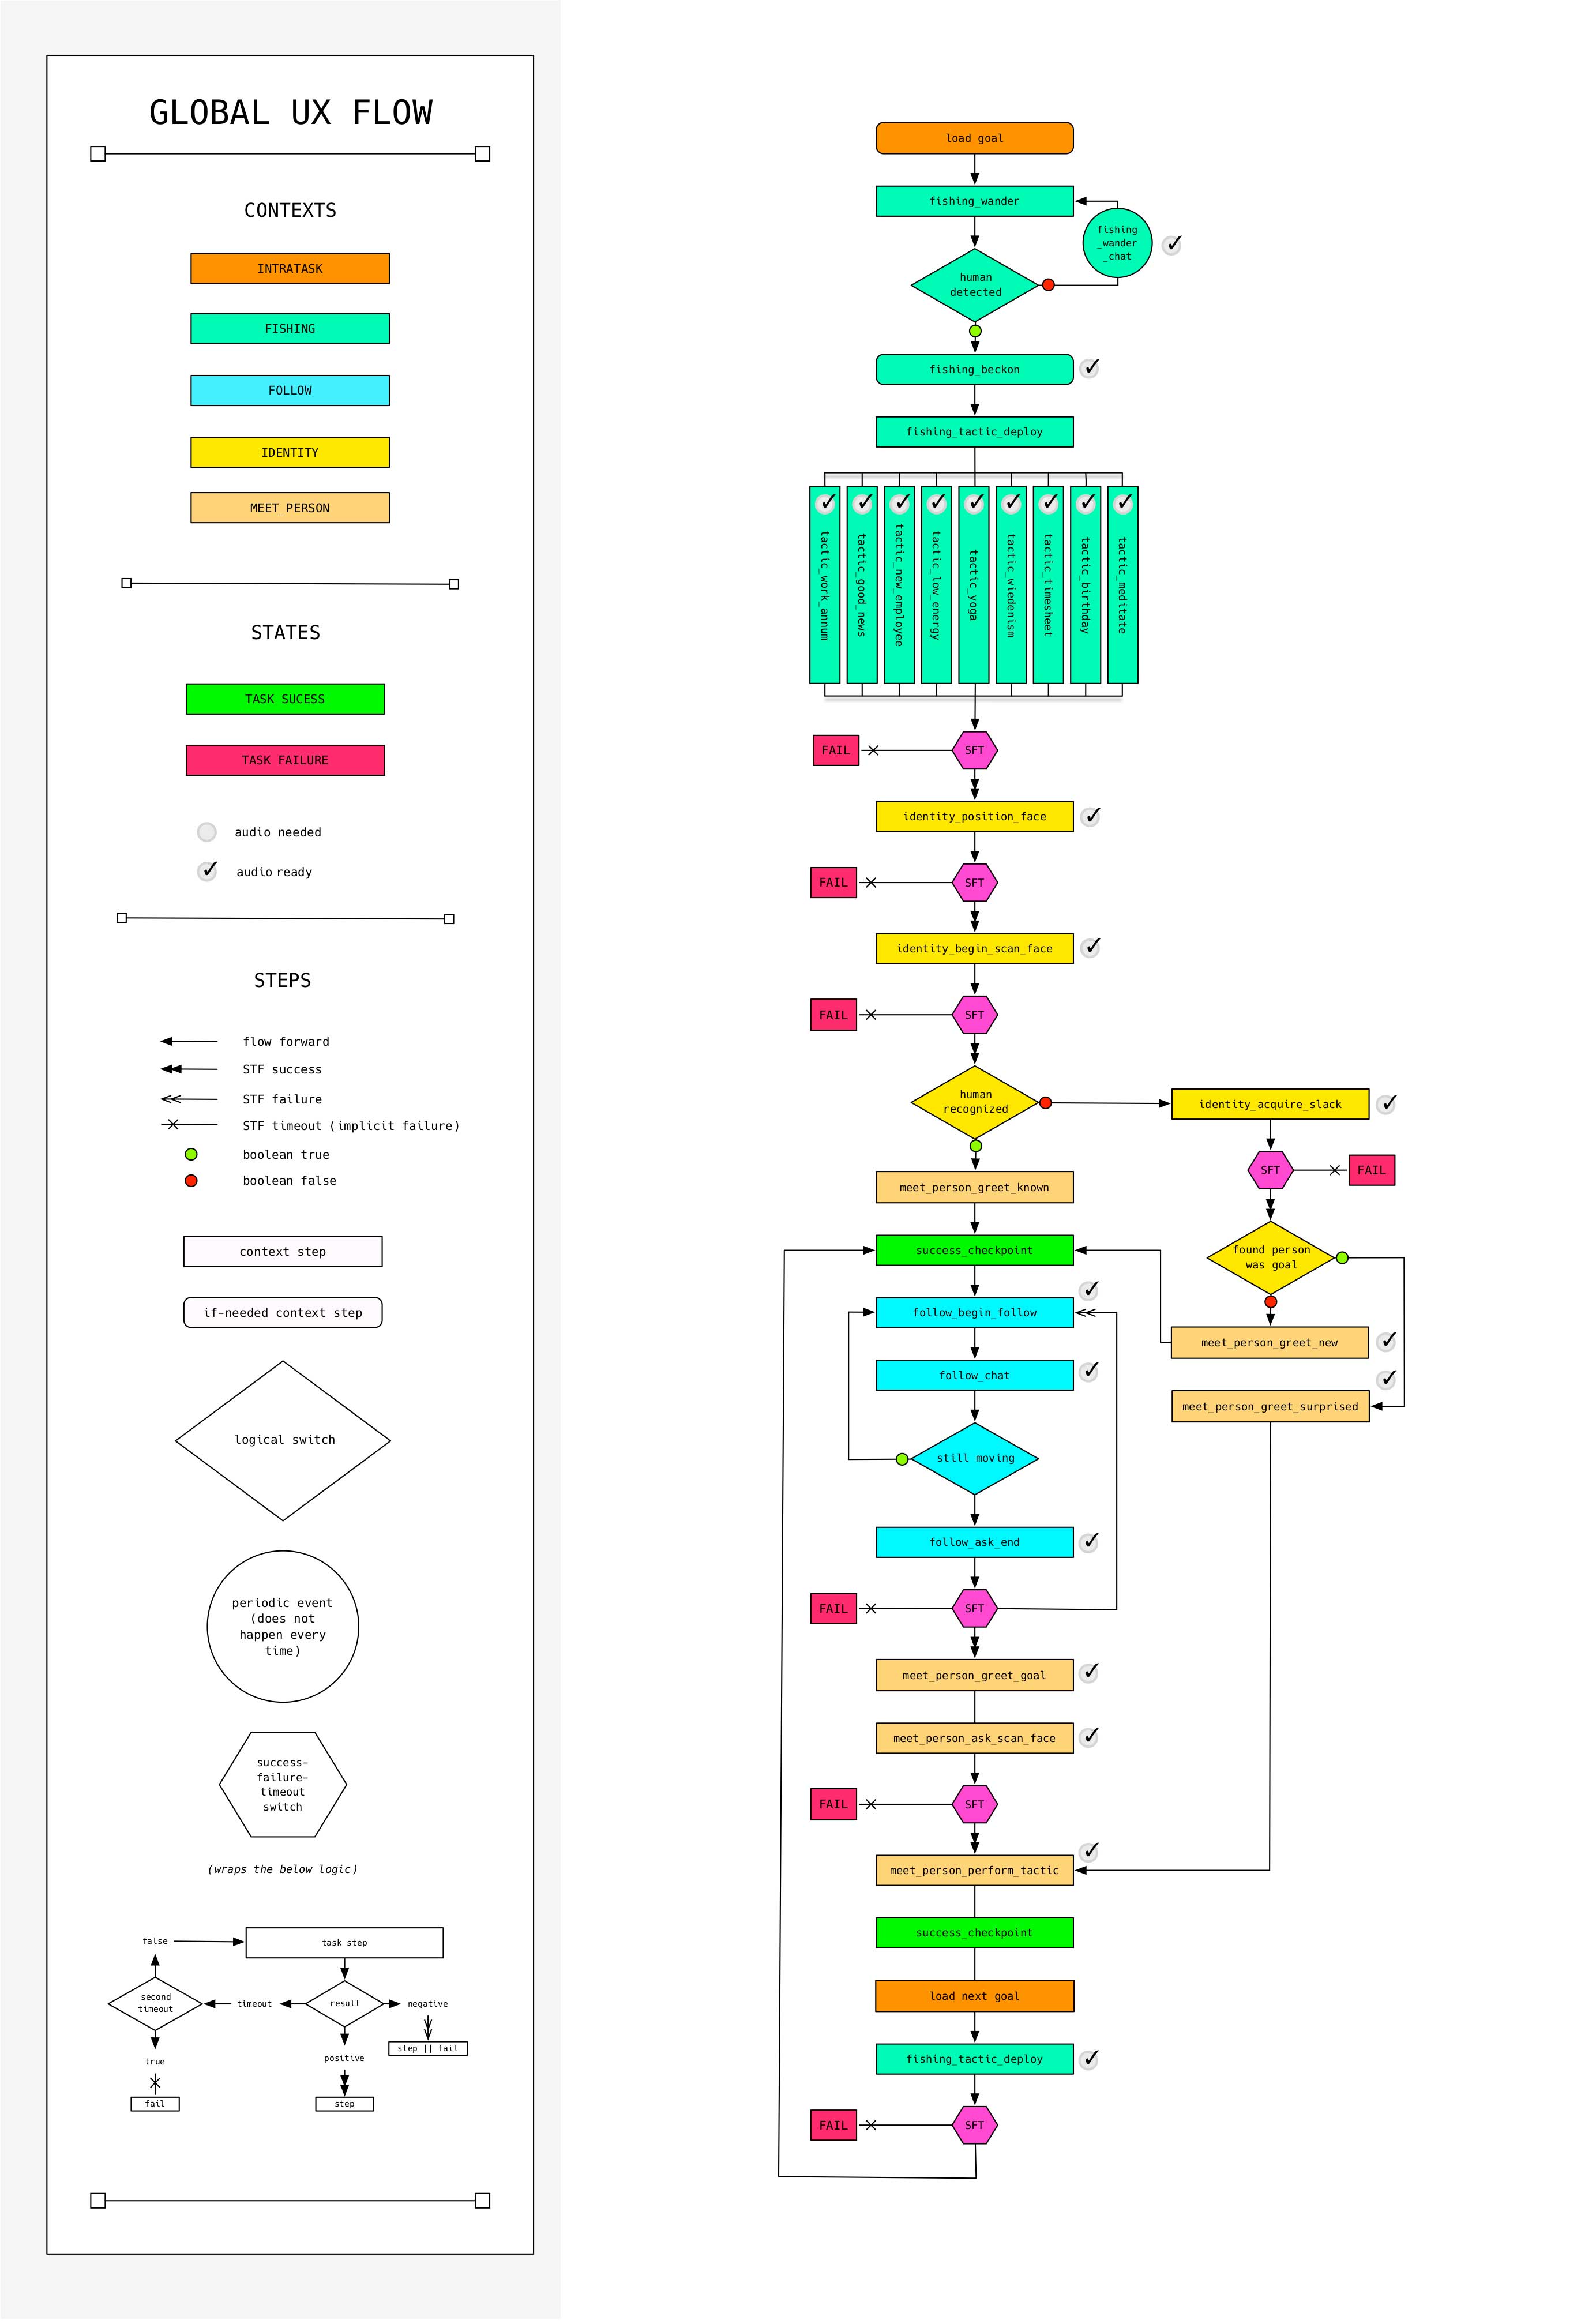 GLOBAL UX FLOW
CONTEXTS
INTRATASK
FISHING
FOLLOW
IDENTITY
MEET_PERSON
STATES
TASK SUCESS
TASK FAILURE
audio needed
audio ready
STEPS
flow forward
STF success
STF failure
STF timeout (implicit failure)
boolean true
boolean false
context step
if-needed context step
logical switch
periodic event
(does not
happen every
time)
success-
failure-
timeout
switch
(wraps the below logic)
false
task step
second
timeout
timeout
result
negative
step || fail
true
positive
fail
step
load goal
fishing_wander
fishing
_wander
_chat
human
detected
fishing_beckon
fishing_tactic_deploy
tactic_work_annum
tactic_good_news
tactic_new_employee
tactic_low_energy
tactic_yoga
tactic_wiedenism
tactic_timesheet
tactic_birthday
tactic_meditate
FAIL
SFT
identity_position_face
FAIL
SFT
identity_begin_scan_face
FAIL
SFT
human
recognized
identity_acquire_slack
SFT
FAIL
meet_person_greet_known
success_checkpoint
found person
was goal
follow_begin_follow
meet_person_greet_new
follow_chat
meet_person_greet_surprised
still moving
follow_ask_end
FAIL
SFT
meet_person_greet_goal
meet_person_ask_scan_face
FAIL
SFT
meet_person_perform_tactic
success_checkpoint
load next goal
fishing_tactic_deploy
FAIL
SFT